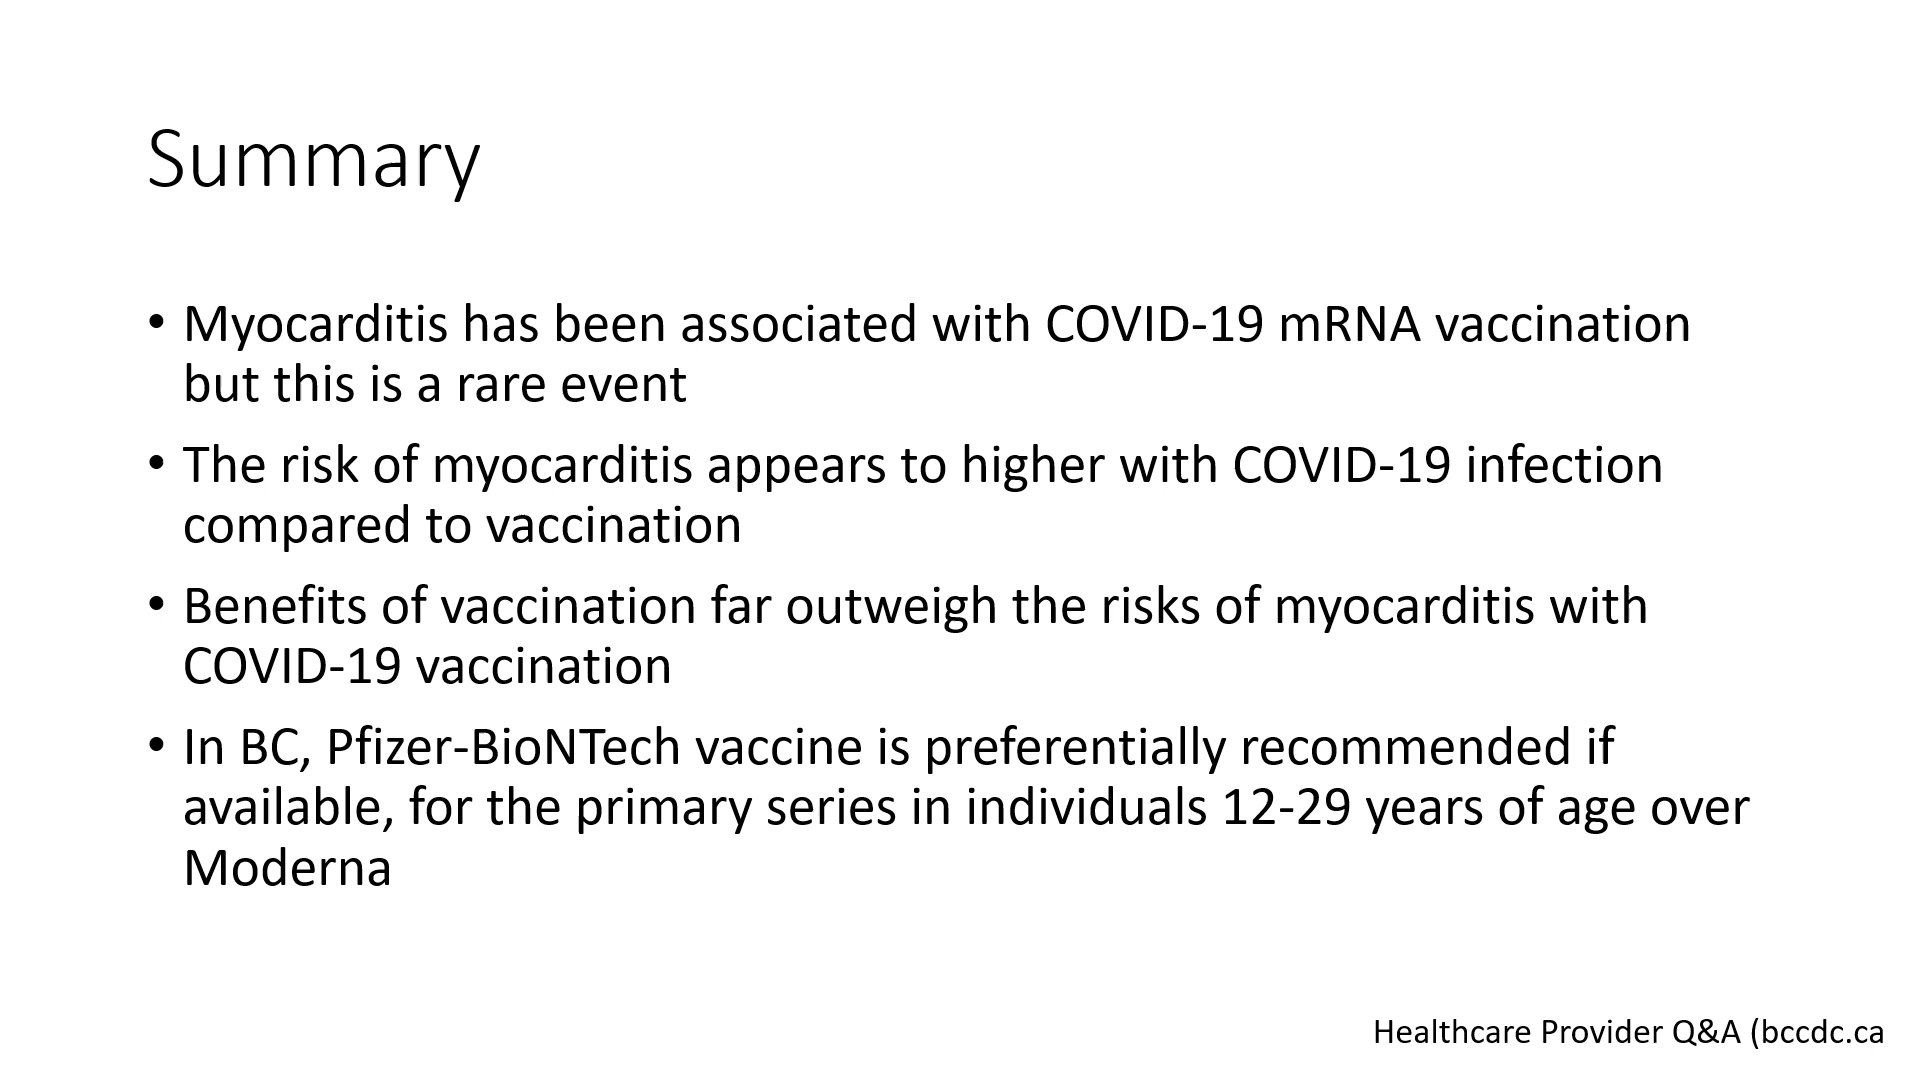 Summary
• Myocarditis has been associated with COVID-19 mRNA vaccination
but this is a rare event
• The risk of myocarditis appears to higher with COVID-19 infection
compared to vaccination
• Benefits of vaccination far outweigh the risks of myocarditis with
COVID-19 vaccination
• In BC, Pfizer-BioNTech vaccine is preferentially recommended if
available, for the primary series in individuals 12-29 years of age over
Moderna
Healthcare Provider Q&A (bccdc.ca